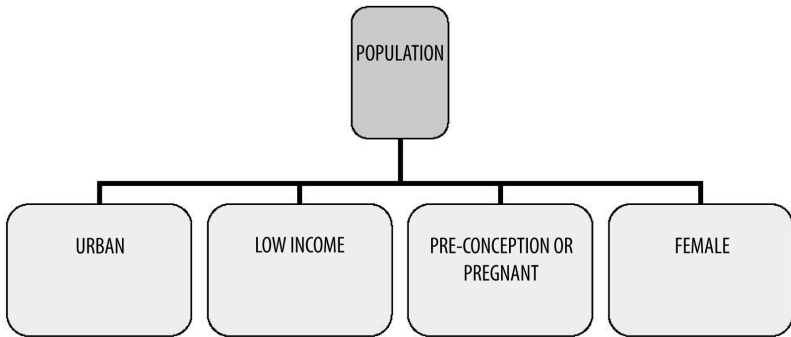 POPULATION
URBAN
LOW INCOME
PRE-CONCEPTION OR
PREGNANT
FEMALE